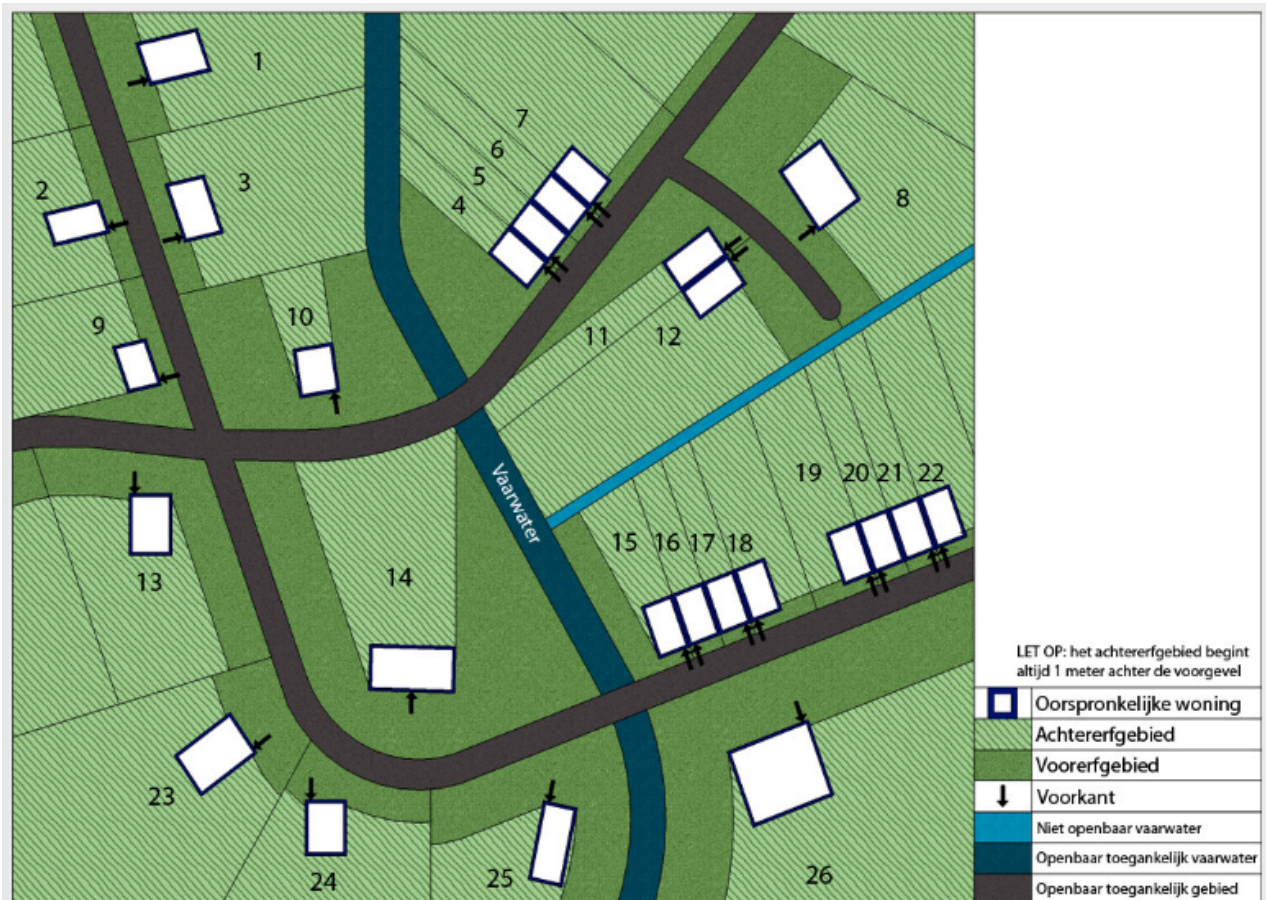 1
7
6
5
4
2
3
8
10
9
11
12
Vaarwater
19
20
21
22
15
16
17
18
13
14
23
24
25
26
LET OP: het achtererfgebied begint
altijd 1 meter achter de voorgevel
Oorspronkelijke woning
Achtererfgebied
Voorerfgebied
Voorkant
Niet openbaar vaarwater
Openbaar toegankelijk vaarwater
Openbaar toegankelijk gebied